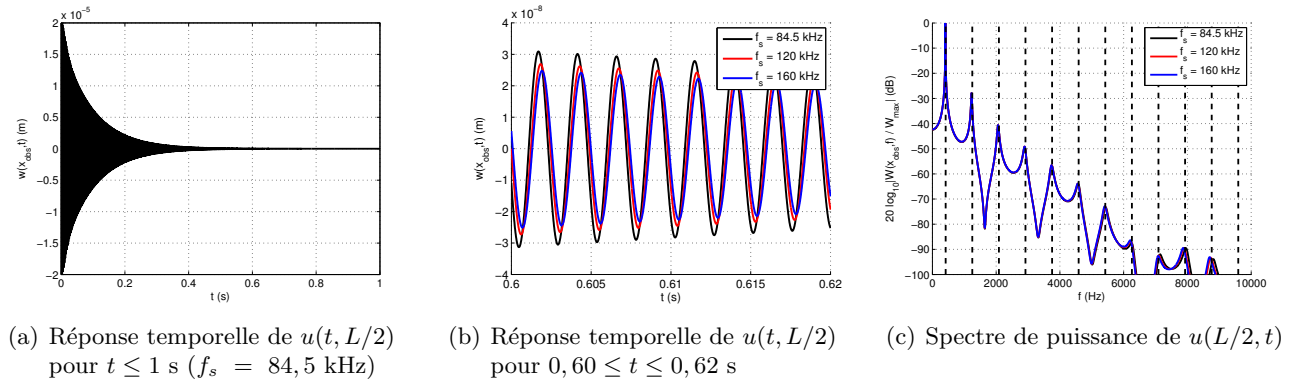 x 10⁻⁵
2
1.5
1
0.5
0
−0.5
−1
−1.5
−2
w(x_obs,t) (m)
0 0.2 0.4 0.6 0.8 1
t (s)
x 10⁻⁸
4
3
2
1
0
−1
−2
−3
−4
w(x_obs,t) (m)
f_s = 84.5 kHz
f_s = 120 kHz
f_s = 160 kHz
0.6 0.605 0.61 0.615 0.62
t (s)
0
−10
−20
−30
−40
−50
−60
−70
−80
−90
−100
20 log₁₀|W(x_obs,f) / W_max| (dB)
f_s = 84.5 kHz
f_s = 120 kHz
f_s = 160 kHz
0 2000 4000 6000 8000 10000
f (Hz)
(a) Réponse temporelle de u(t, L/2)
pour t ≤ 1 s (f_s = 84,5 kHz)
(b) Réponse temporelle de u(t, L/2)
pour 0, 60 ≤ t ≤ 0, 62 s
(c) Spectre de puissance de u(L/2, t)